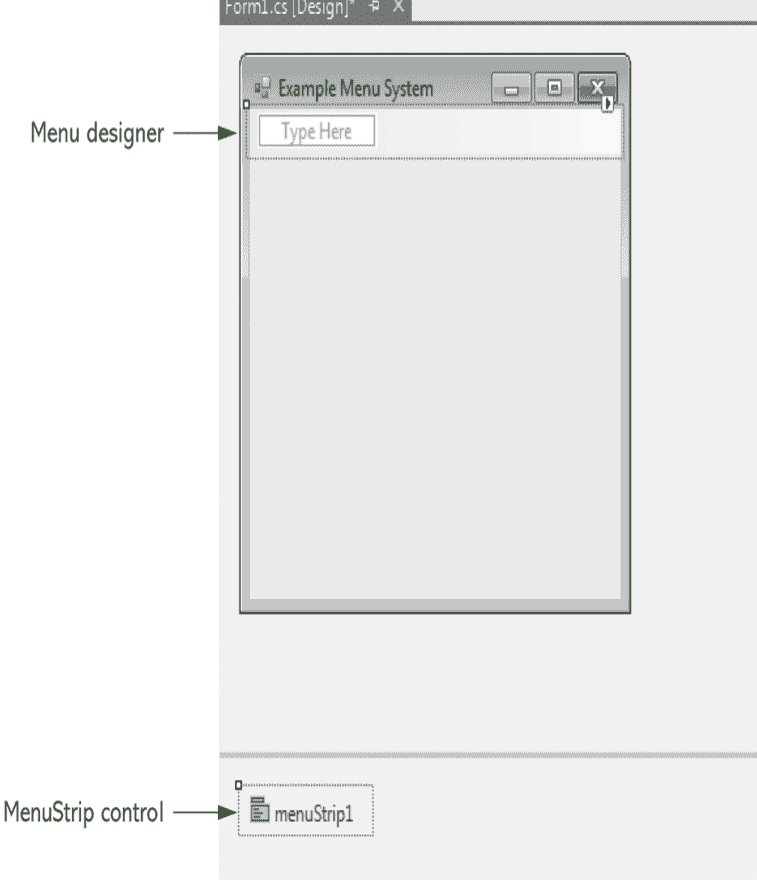 Form1.cs [Design]*
Example Menu System
Menu designer
Type Here
MenuStrip control
menuStrip1